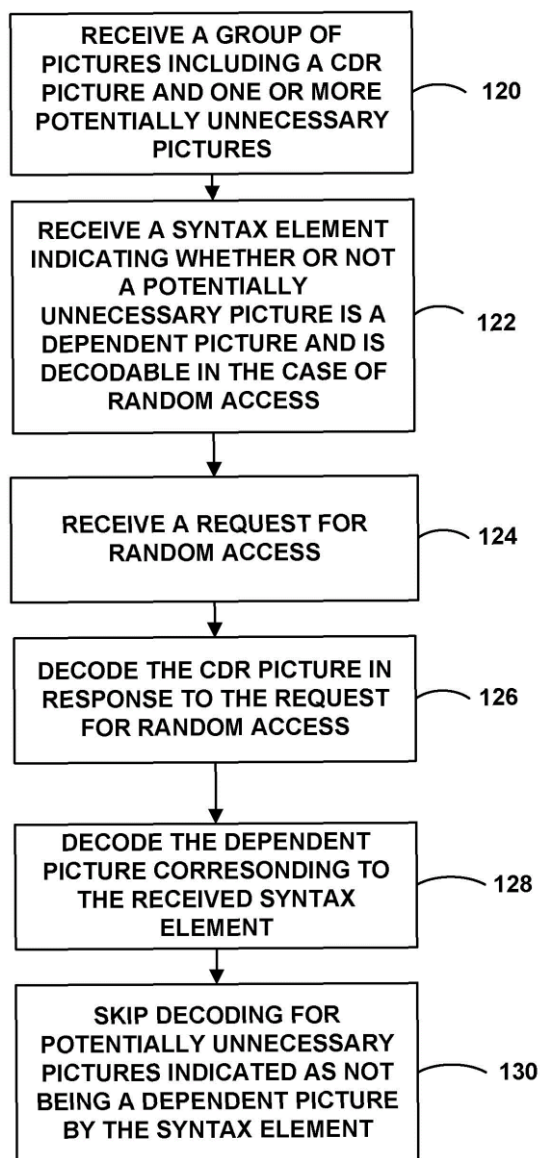 RECEIVE A GROUP OF
PICTURES INCLUDING A CDR
PICTURE AND ONE OR MORE
POTENTIALLY UNNECESSARY
PICTURES
120
RECEIVE A SYNTAX ELEMENT
INDICATING WHETHER OR NOT
A POTENTIALLY
UNNECESSARY PICTURE IS A
DEPENDENT PICTURE AND IS
DECODABLE IN THE CASE OF
RANDOM ACCESS
122
RECEIVE A REQUEST FOR
RANDOM ACCESS
124
DECODE THE CDR PICTURE IN
RESPONSE TO THE REQUEST
FOR RANDOM ACCESS
126
DECODE THE DEPENDENT
PICTURE CORRESONDING TO
THE RECEIVED SYNTAX
ELEMENT
128
SKIP DECODING FOR
POTENTIALLY UNNECESSARY
PICTURES INDICATED AS NOT
BEING A DEPENDENT PICTURE
BY THE SYNTAX ELEMENT
130